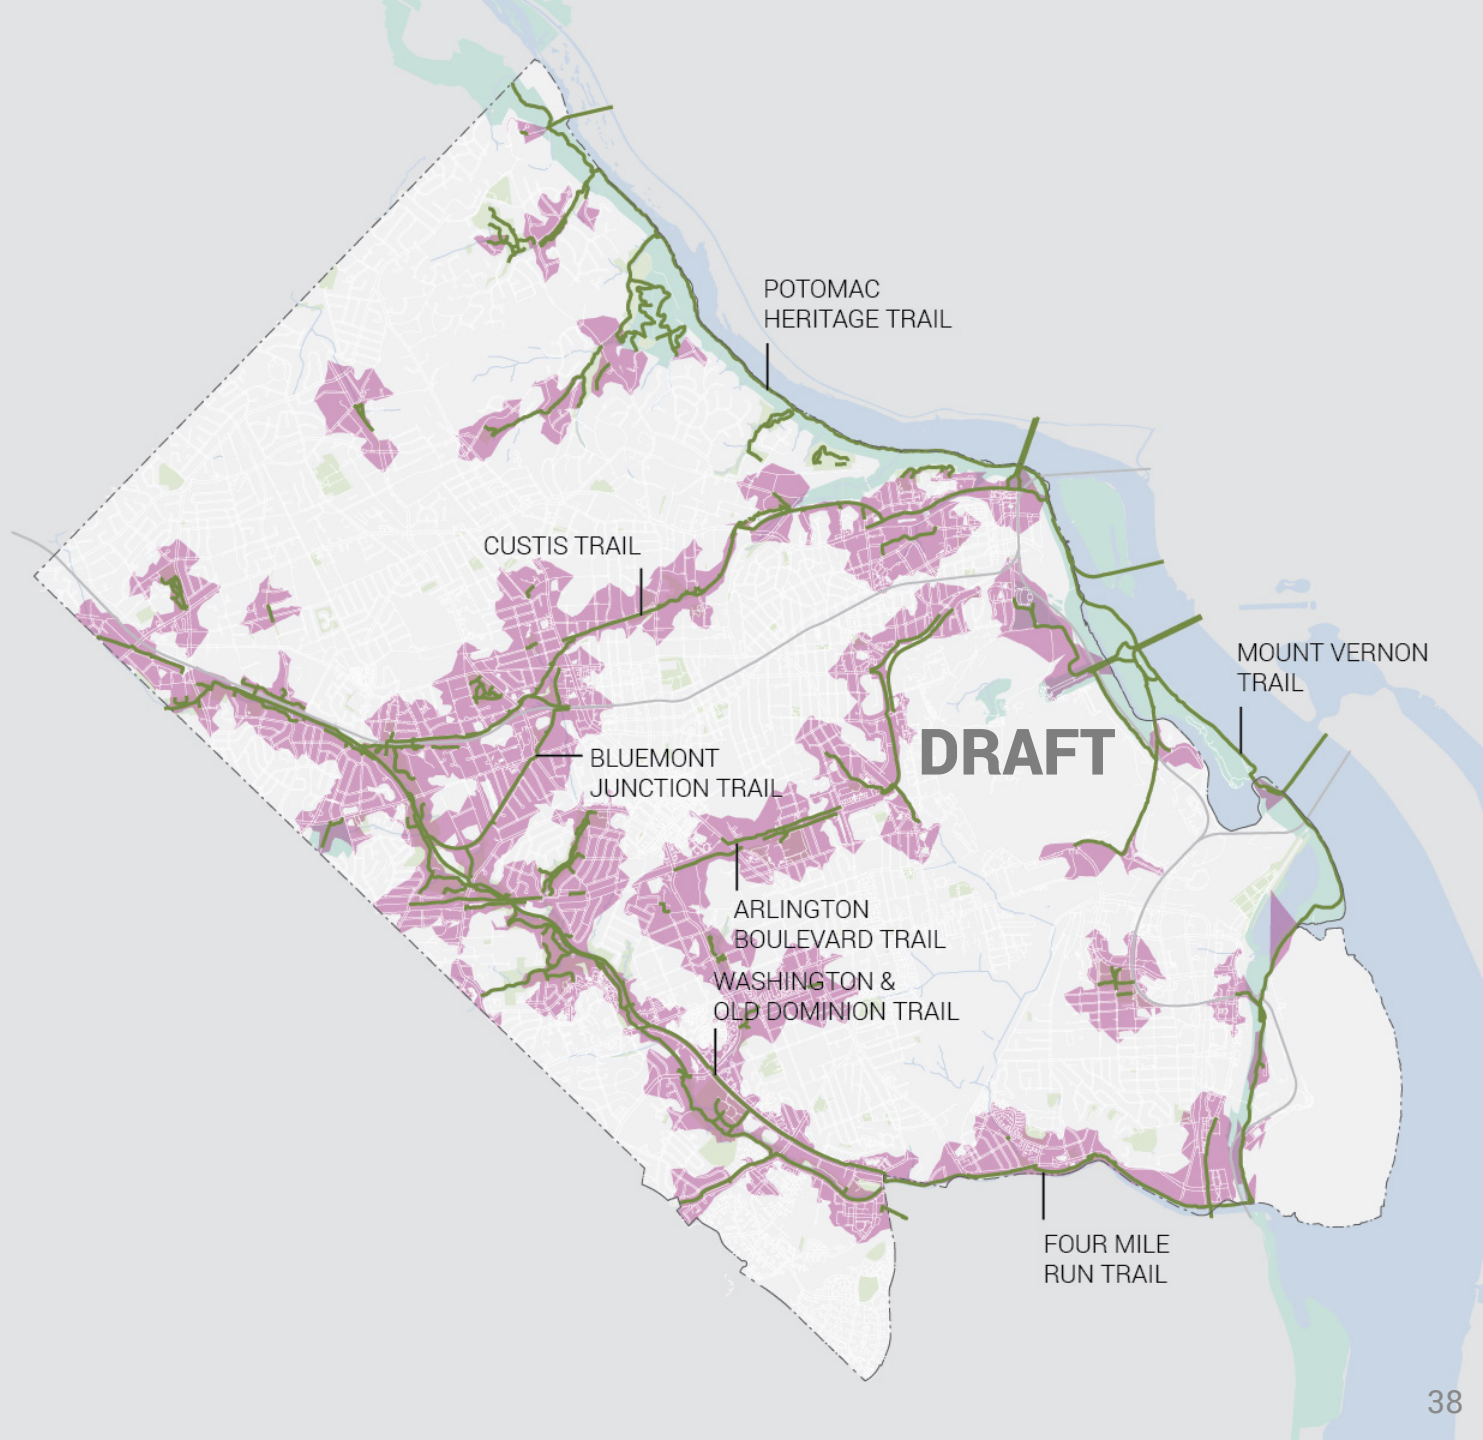 POTOMAC
HERITAGE TRAIL
CUSTIS TRAIL
MOUNT VERNON
TRAIL
BLUEMONT
JUNCTION TRAIL
DRAFT
ARLINGTON
BOULEVARD TRAIL
WASHINGTON &
OLD DOMINION TRAIL
FOUR MILE
RUN TRAIL
38